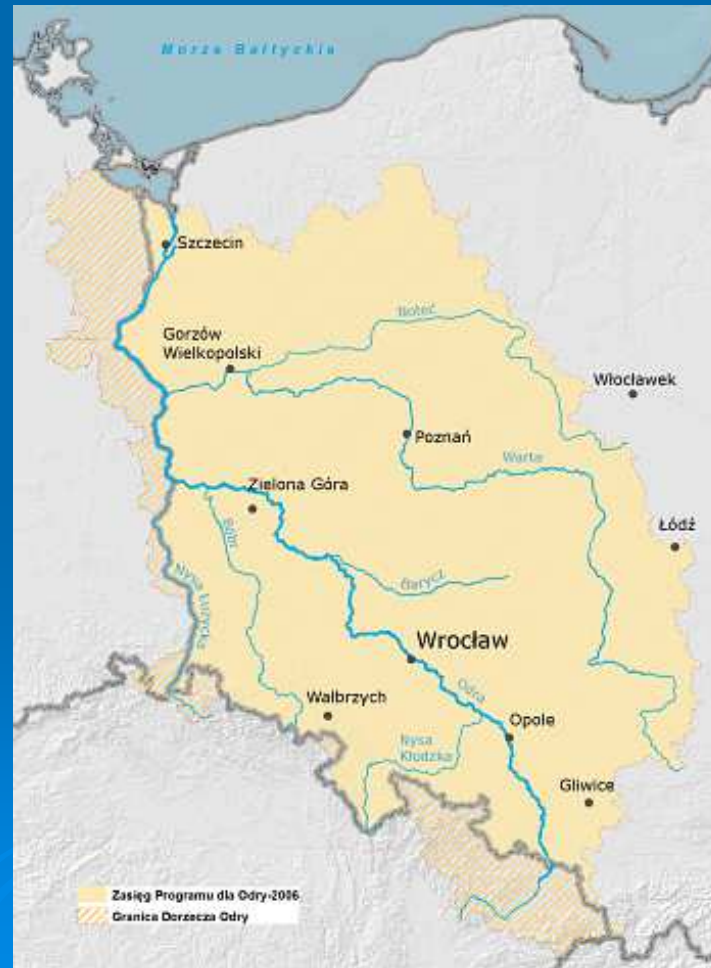 Morze Bałtyckie
Szczecin
Noteć
Gorzów
Wielkopolski
Włocławek
Poznań
Warta
Zielona Góra
Łódź
Bóbr
Barycz
Nysa Łużycka
Wrocław
Odra
Wałbrzych
Opole
Nysa
Kłodzka
Gliwice
Zasięg Programu dla Odry-2006
Granica Dorzecza Odry